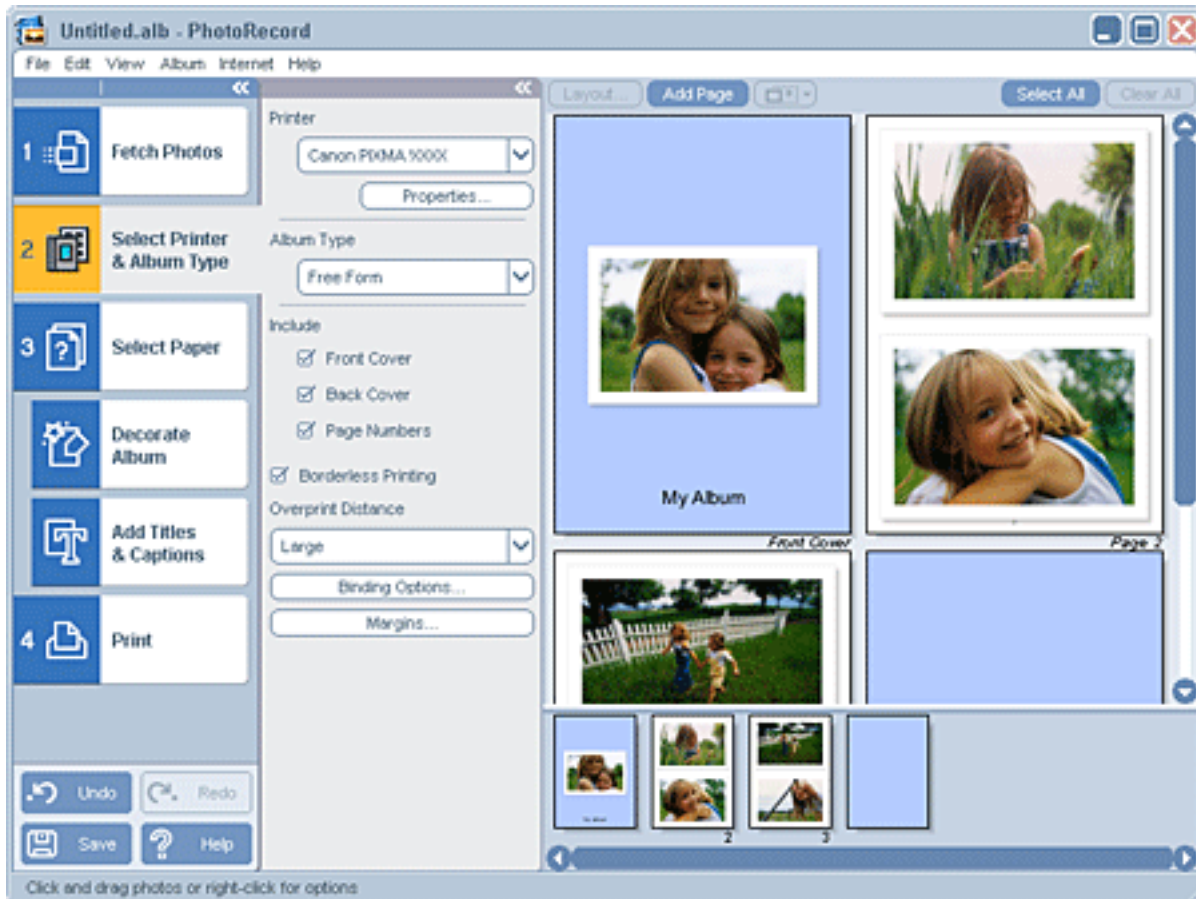 Untitled.alb - PhotoRecord
File Edit View Album Internet Help
1 Fetch Photos
2 Select Printer
& Album Type
3 Select Paper
Decorate
Album
Add Titles
& Captions
4 Print
Undo
Redo
Save
Help
Printer
Canon PIXMA
Properties...
Album Type
Free Form
Include
Front Cover
Back Cover
Page Numbers
Borderless Printing
Overprint Distance
Large
Binding Options...
Margins...
Layout...
Add Page
Select All
Clear All
My Album
Front Cover
Page 2
2
3
Click and drag photos or right-click for options